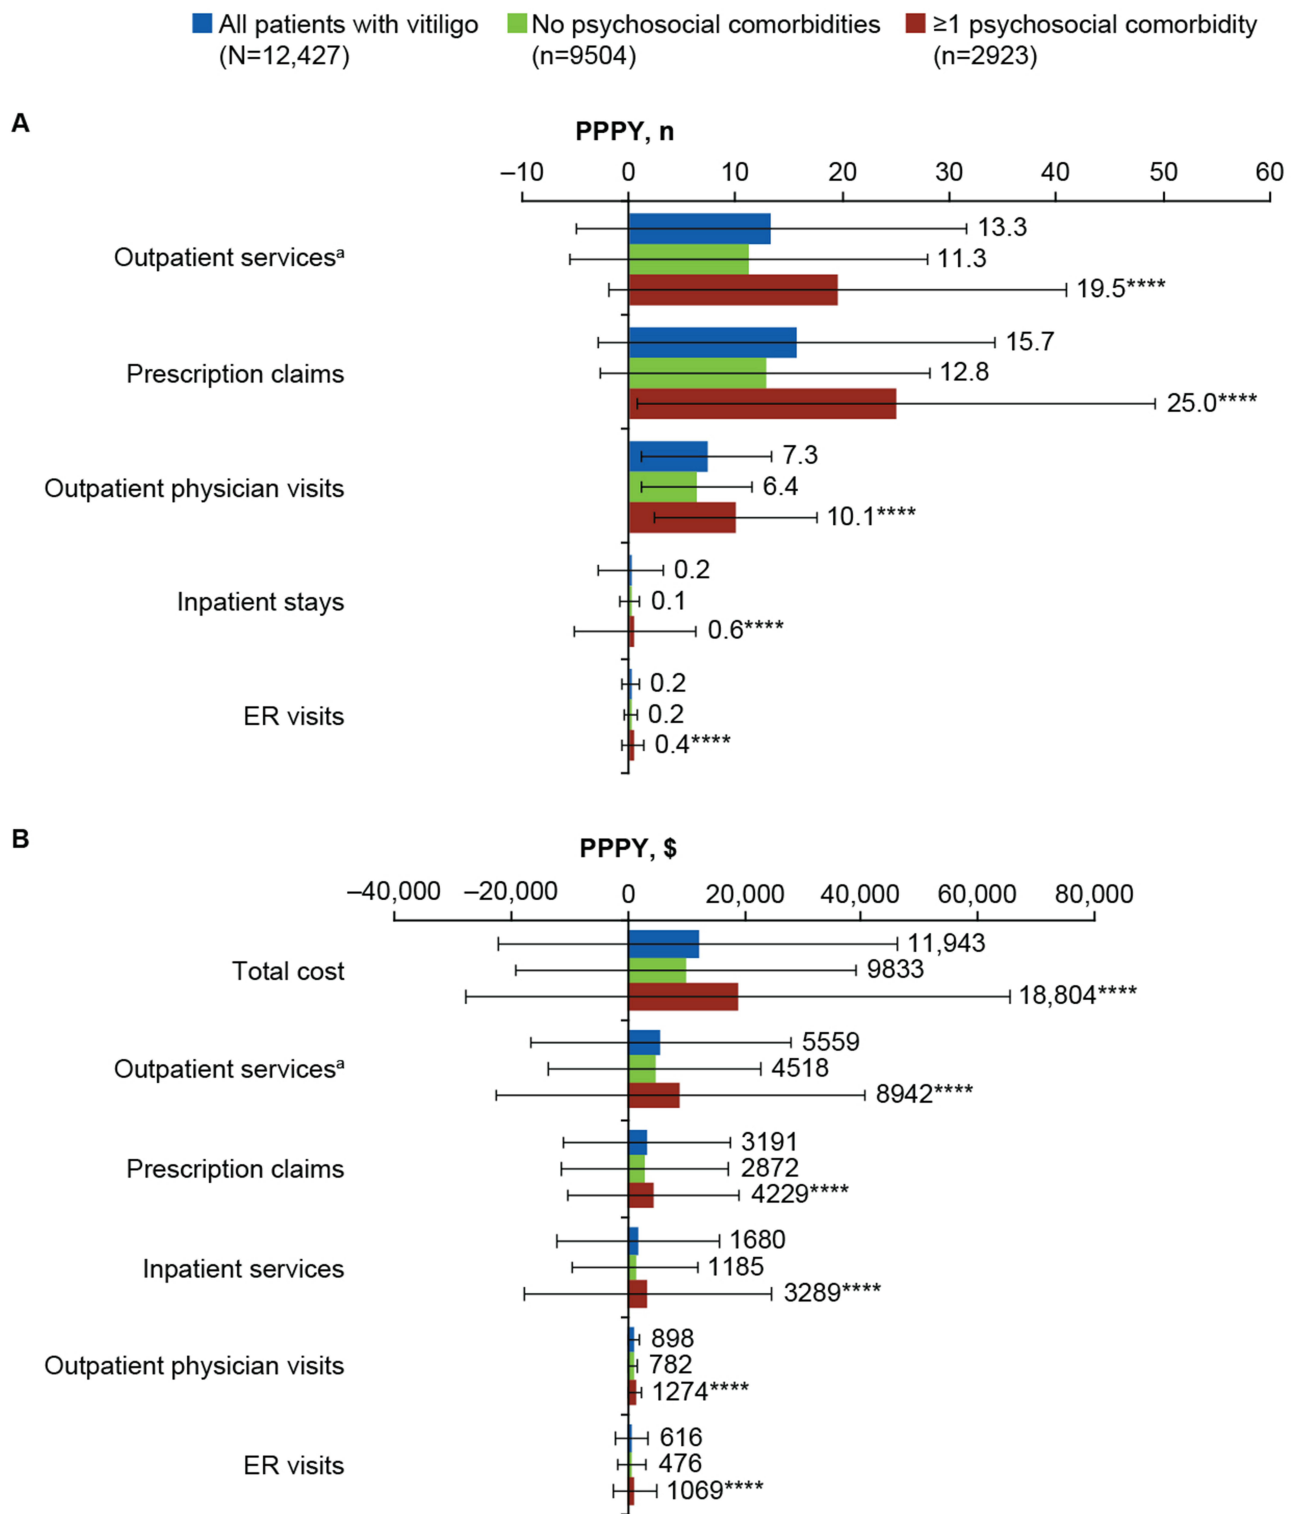 All patients with vitiligo No psychosocial comorbidities ≥1 psychosocial comorbidity
(N=12,427) (n=9504) (n=2923)
A
PPPY, n
–10 0 10 20 30 40 50 60
Outpatient servicesᵃ
13.3
11.3
19.5****
Prescription claims
15.7
12.8
25.0****
Outpatient physician visits
7.3
6.4
10.1****
Inpatient stays
0.2
0.1
0.6****
ER visits
0.2
0.2
0.4****
B
PPPY, $
–40,000 –20,000 0 20,000 40,000 60,000 80,000
Total cost
11,943
9833
18,804****
Outpatient servicesᵃ
5559
4518
8942****
Prescription claims
3191
2872
4229****
Inpatient services
1680
1185
3289****
Outpatient physician visits
898
782
1274****
ER visits
616
476
1069****